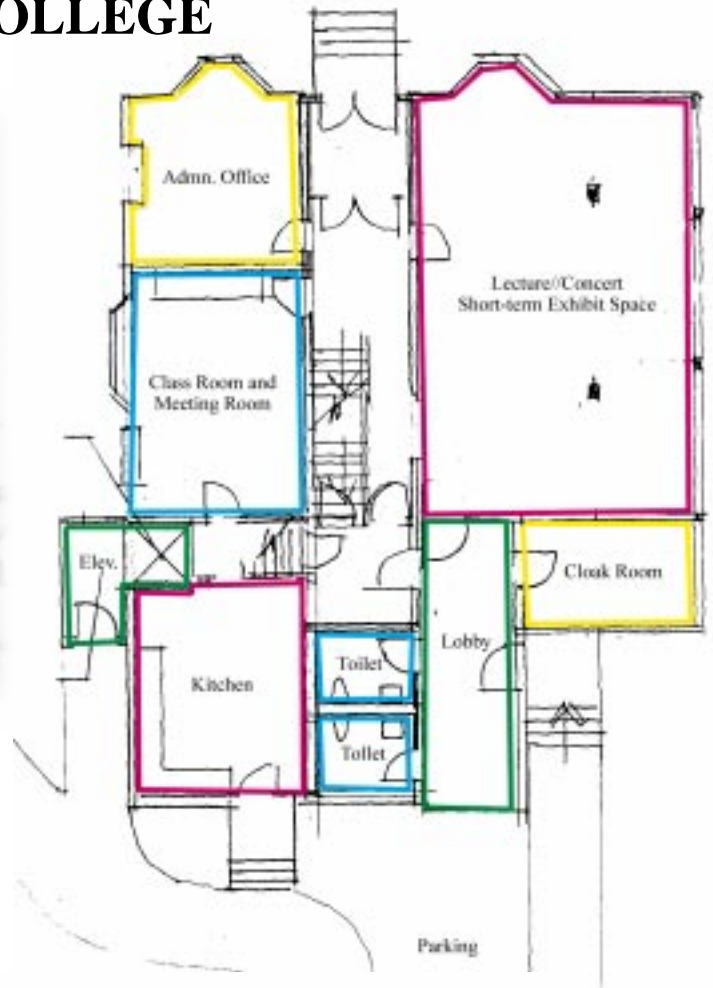 OLLEGE
Admn. Office
Lecture//Concert
Short-term Exhibit Space
Class Room and
Meeting Room
Elev.
Cloak Room
Lobby
Toilet
Kitchen
Tollet
Parking